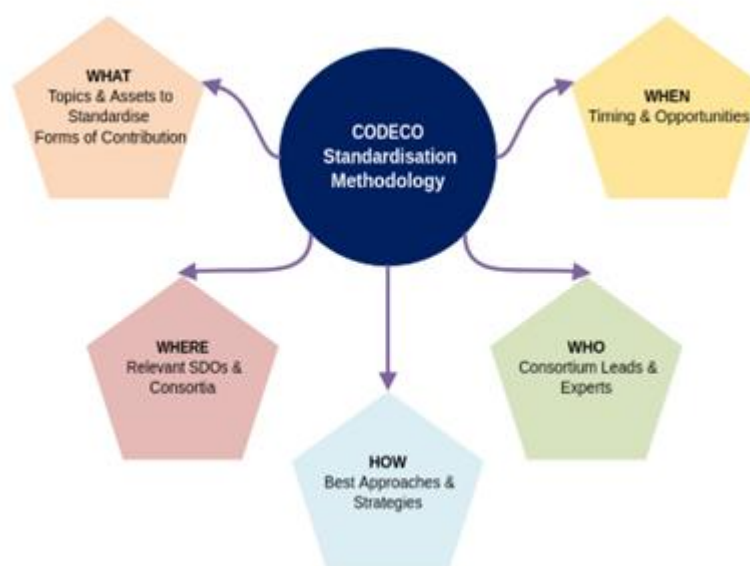 WHAT
Topics & Assets to
Standardise
Forms of Contribution
CODECO
Standardisation
Methodology
WHEN
Timing & Opportunities
WHERE
Relevant SDOs &
Consortia
WHO
Consortium Leads &
Experts
HOW
Best Approaches &
Strategies